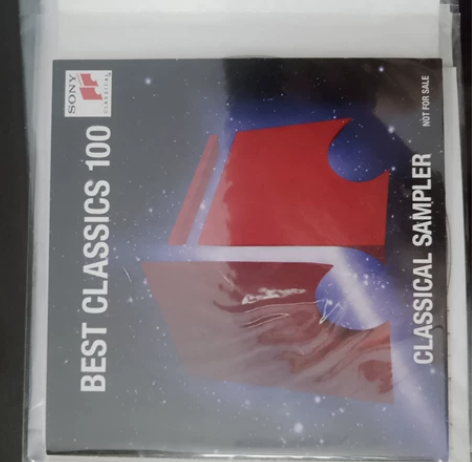 SONY
CLASSICAL
BEST CLASSICS 100
CLASSICAL SAMPLER
NOT FOR SALE